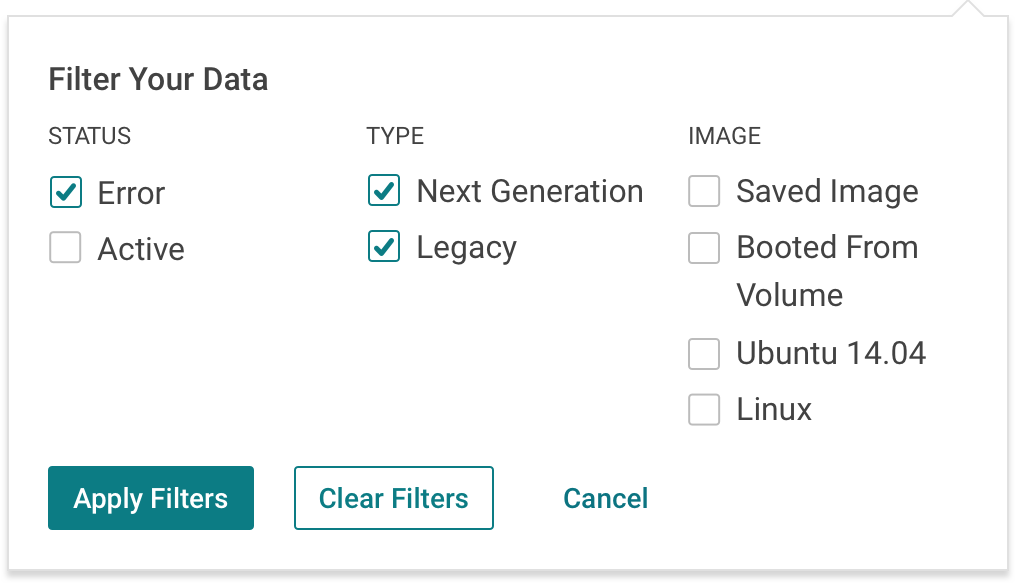 Filter Your Data
STATUS
Error
Active
TYPE
Next Generation
Legacy
IMAGE
Saved Image
Booted From
Volume
Ubuntu 14.04
Linux
Apply Filters
Clear Filters
Cancel